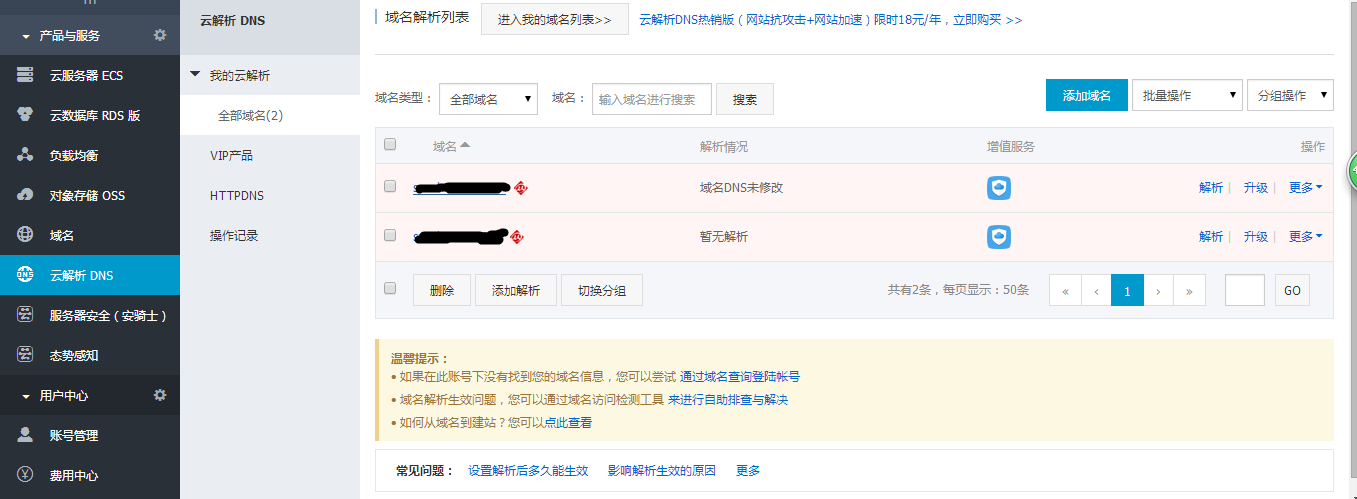 产品与服务
云服务器 ECS
云数据库 RDS 版
负载均衡
对象存储 OSS
域名
云解析 DNS
服务器安全（安骑士）
态势感知
用户中心
账号管理
费用中心
云解析 DNS
我的云解析
全部域名(2)
VIP产品
HTTPDNS
操作记录
域名解析列表 进入我的域名列表>> 云解析DNS热销版（网站抗攻击+网站加速）限时18元/年，立即购买 >>
域名类型： 全部域名 域名： 输入域名进行搜索 搜索 添加域名 批量操作 分组操作
域名 解析情况 增值服务 操作
域名DNS未修改 解析 | 升级 | 更多
暂无解析 解析 | 升级 | 更多
删除 添加解析 切换分组 共有2条，每页显示：50条 « ‹ 1 › » GO
温馨提示：
• 如果在此账号下没有找到您的域名信息，您可以尝试 通过域名查询登陆帐号
• 域名解析生效问题，您可以通过域名访问检测工具 来进行自助排查与解决
• 如何从域名到建站？您可以点此查看
常见问题： 设置解析后多久能生效 影响解析生效的原因 更多